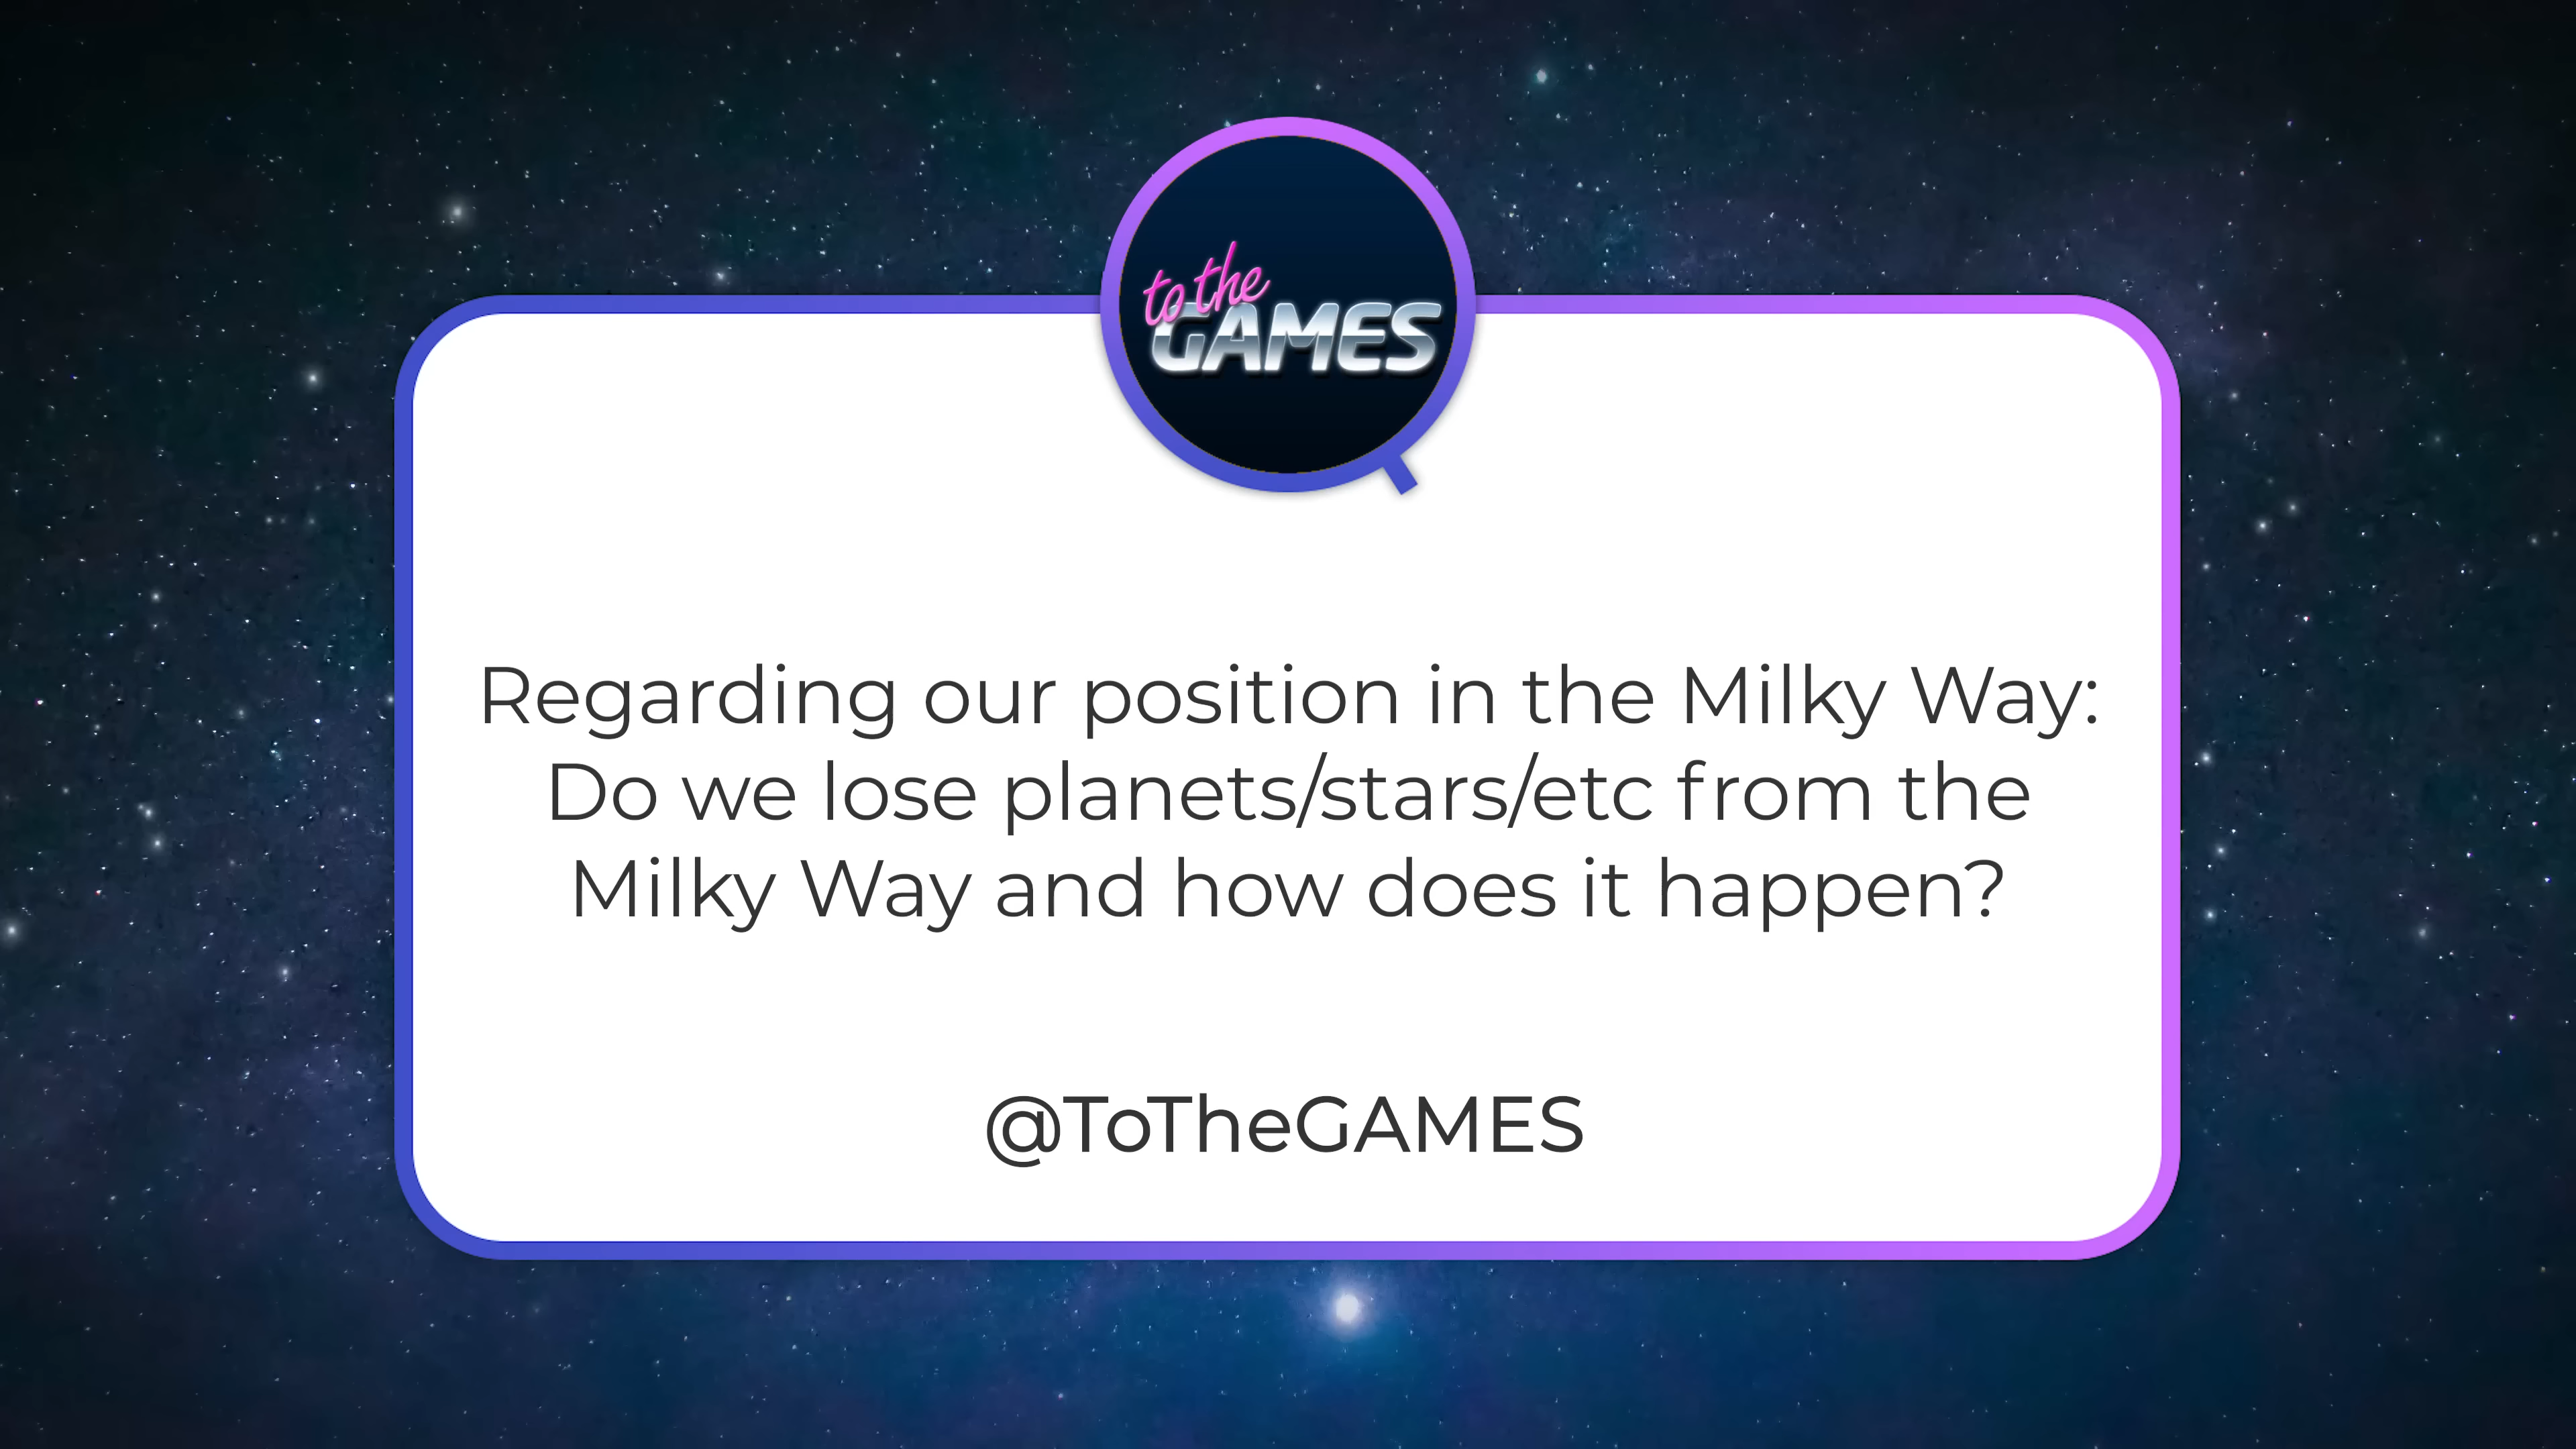 to the
GAMES
Regarding our position in the Milky Way:
Do we lose planets/stars/etc from the
Milky Way and how does it happen?
@ToTheGAMES